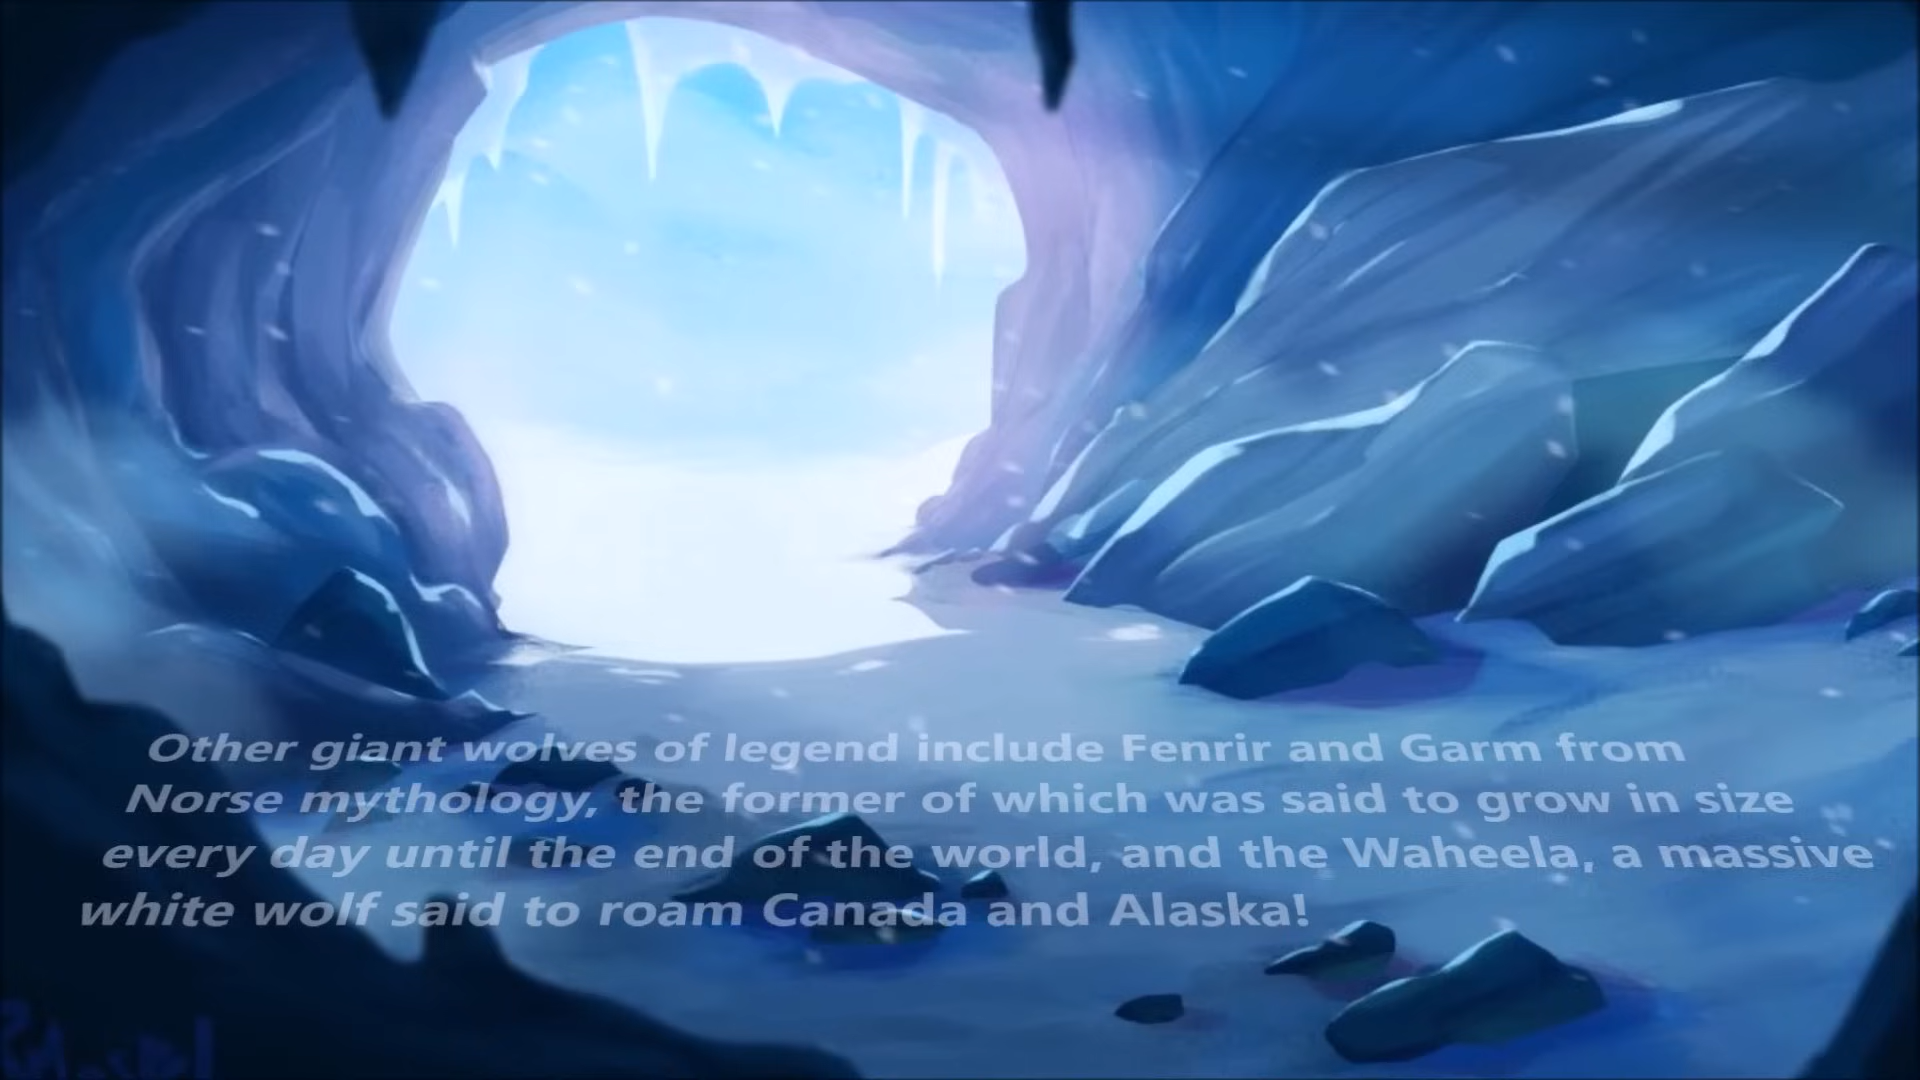 Other giant wolves of legend include Fenrir and Garm from
Norse mythology, the former of which was said to grow in size
every day until the end of the world, and the Waheela, a massive
white wolf said to roam Canada and Alaska!